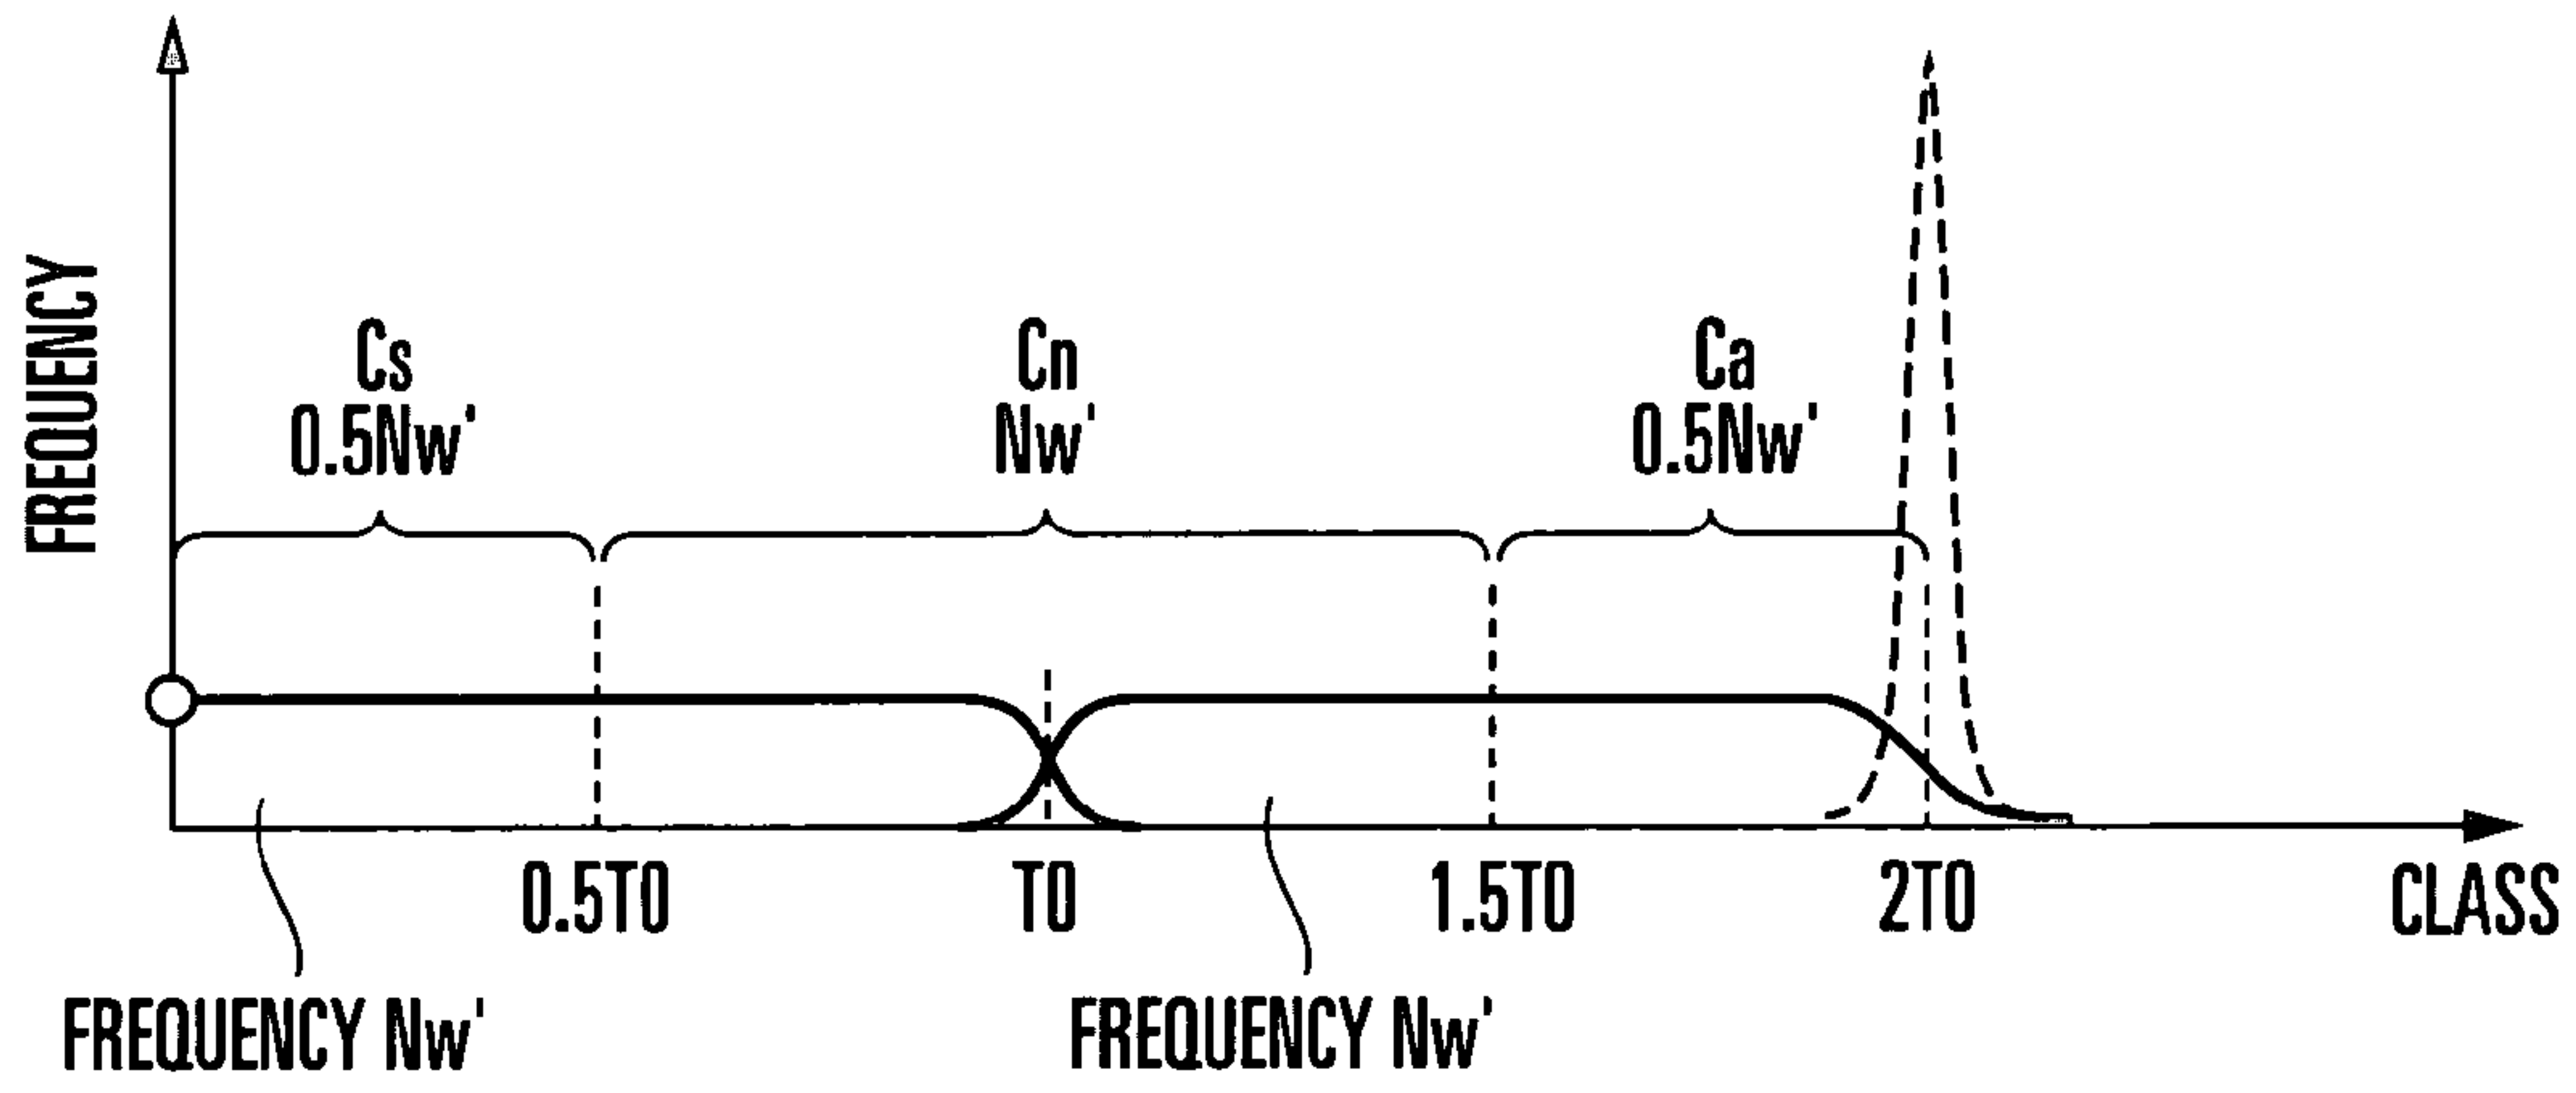 FREQUENCY
Cs
0.5Nw'
Cn
Nw'
Ca
0.5Nw'
0.5T0
T0
1.5T0
2T0
CLASS
FREQUENCY Nw'
FREQUENCY Nw'